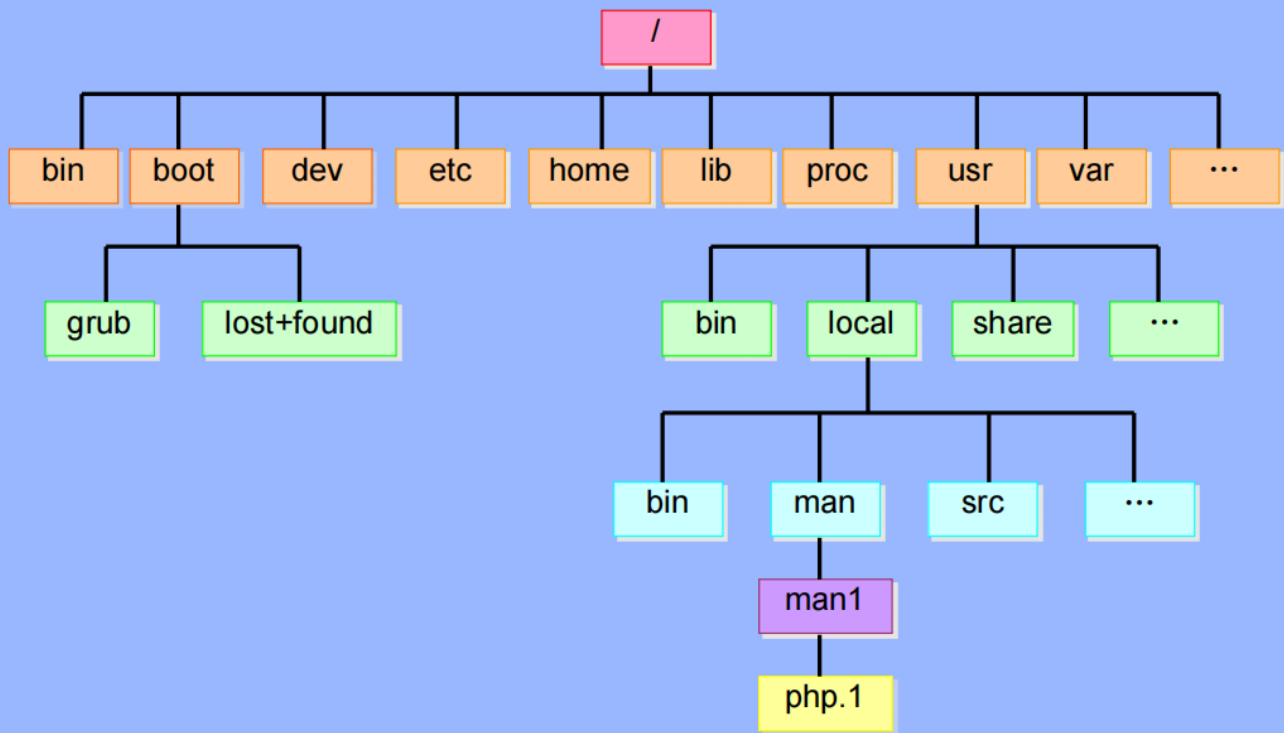 /
bin boot dev etc home lib proc usr var ...
grub lost+found bin local share ...
bin man src ...
man1
php.1